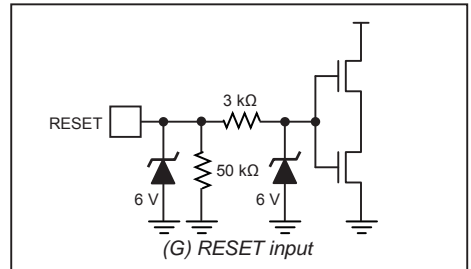 3 kΩ
RESET
50 kΩ
6 V
6 V
(G) RESET input